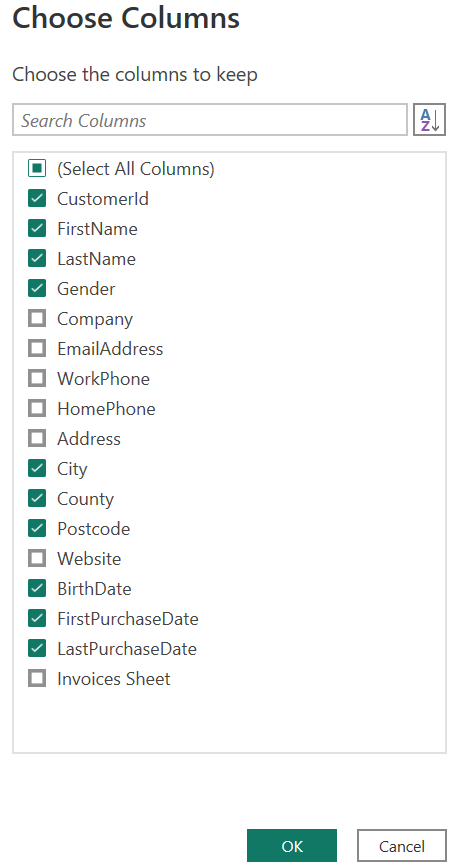 Choose Columns
Choose the columns to keep
Search Columns
A
Z
(Select All Columns)
CustomerId
FirstName
LastName
Gender
Company
EmailAddress
WorkPhone
HomePhone
Address
City
County
Postcode
Website
BirthDate
FirstPurchaseDate
LastPurchaseDate
Invoices Sheet
OK
Cancel